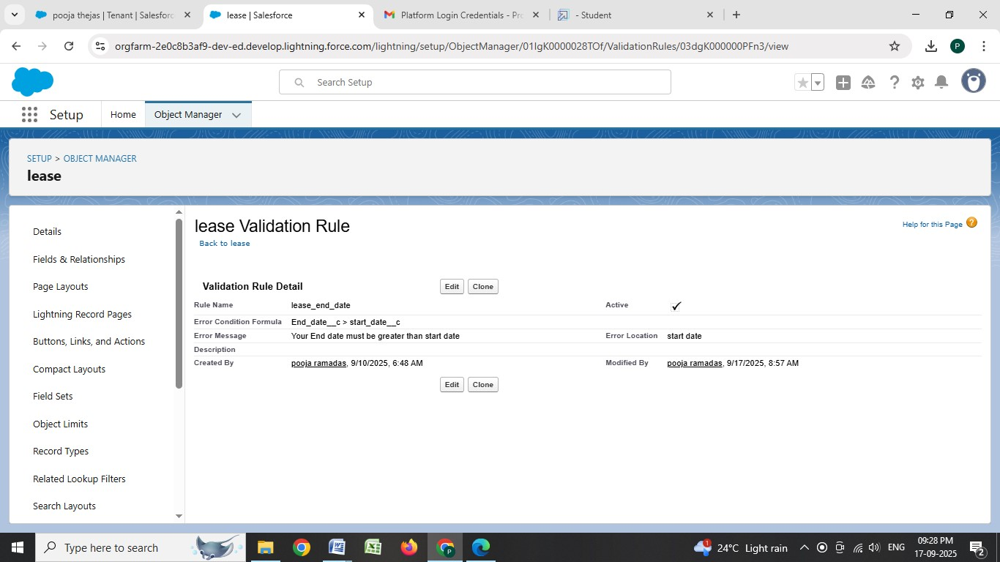 pooja thejas | Tenant | Salesforc
lease | Salesforce
Platform Login Credentials - Pro
- Student
orgfarm-2e0c8b3af9-dev-ed.develop.lightning.force.com/lightning/setup/ObjectManager/01IgK0000028TOf/ValidationRules/03dgK000000PFn3/view
P
Search Setup
Setup
Home
Object Manager
SETUP > OBJECT MANAGER
lease
Details
Fields & Relationships
Page Layouts
Lightning Record Pages
Buttons, Links, and Actions
Compact Layouts
Field Sets
Object Limits
Record Types
Related Lookup Filters
Search Layouts
lease Validation Rule
Help for this Page ?
Back to lease
Validation Rule Detail Edit Clone
Rule Name lease_end_date Active
Error Condition Formula End_date__c > start_date__c
Error Message Your End date must be greater than start date Error Location start date
Description
Created By pooja ramadas, 9/10/2025, 6:48 AM Modified By pooja ramadas, 9/17/2025, 8:57 AM
Edit Clone
Type here to search
1
24°C Light rain
ENG
09:28 PM
17-09-2025
2